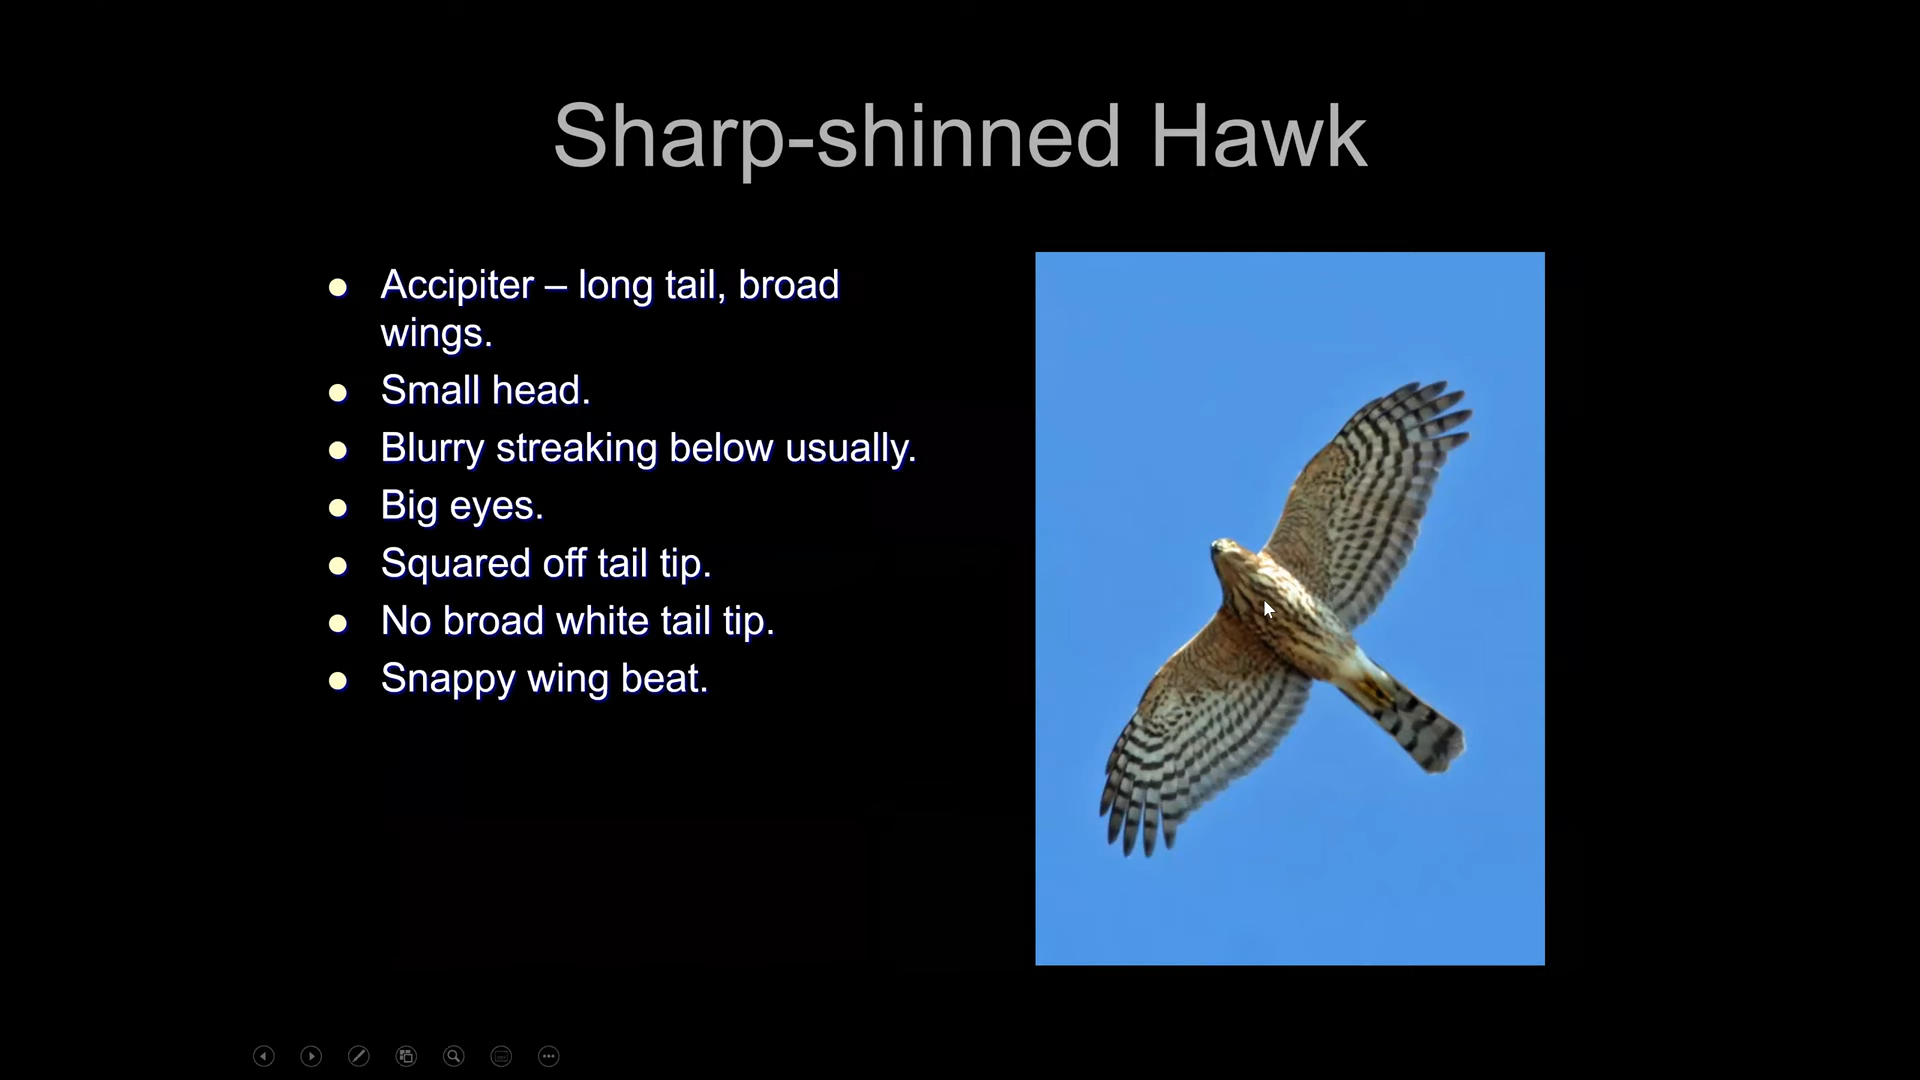 Sharp-shinned Hawk
● Accipiter – long tail, broad
wings.
● Small head.
● Blurry streaking below usually.
● Big eyes.
● Squared off tail tip.
● No broad white tail tip.
● Snappy wing beat.